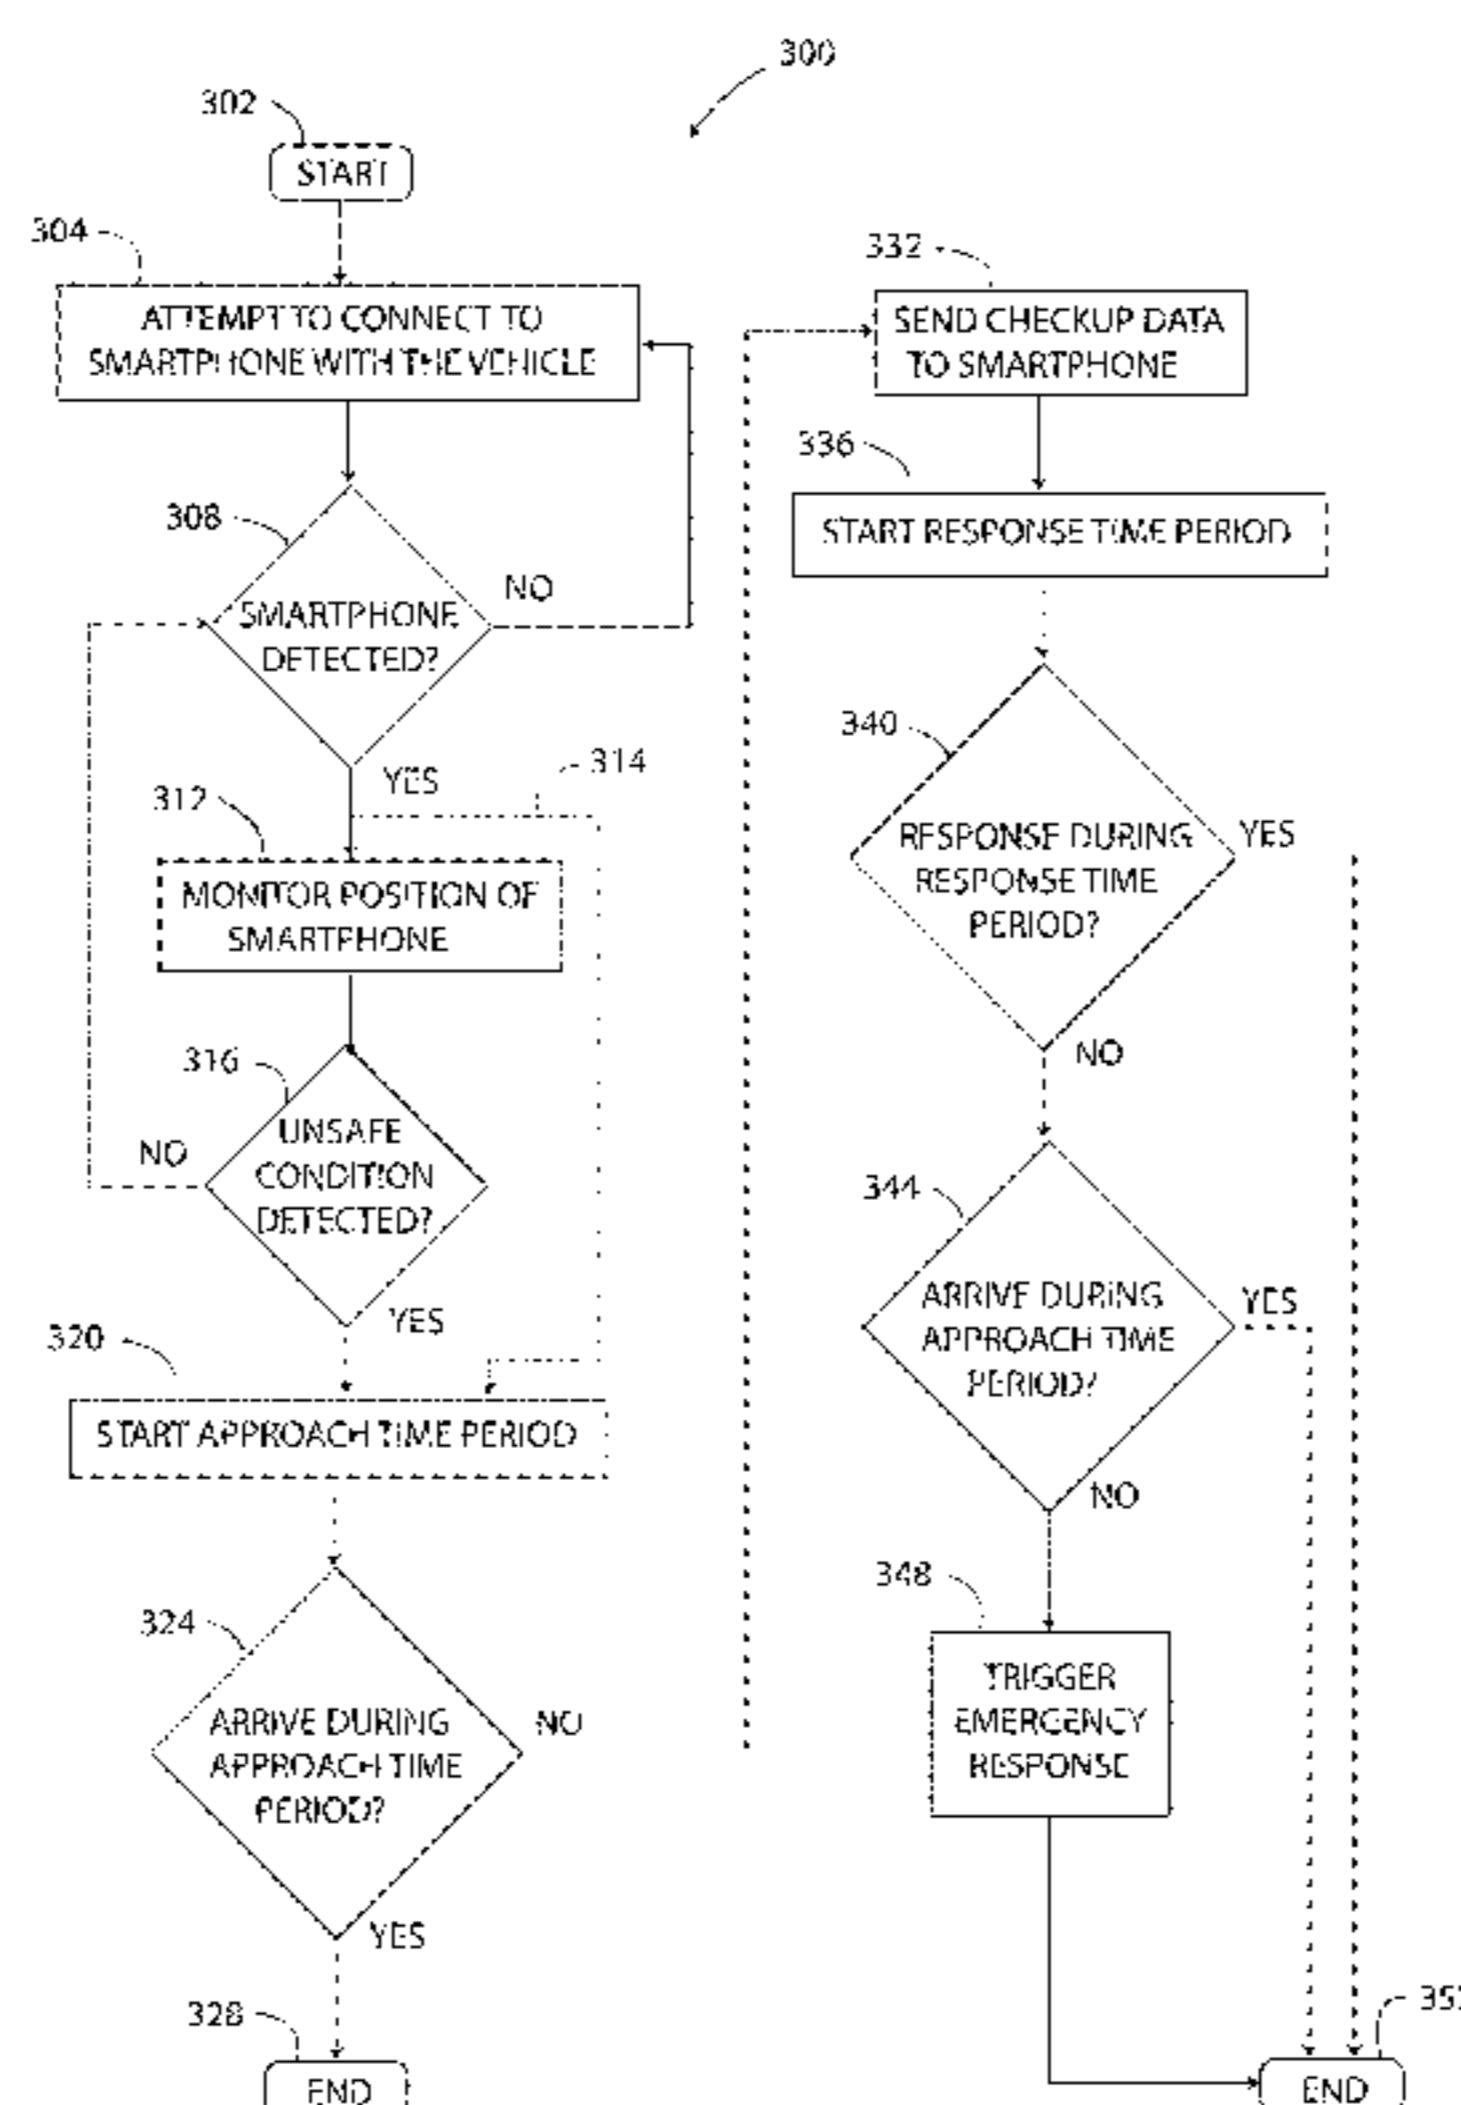 300
302
START
304
ATTEMPT TO CONNECT TO
SMARTPHONE WITH THE VEHICLE
308
SMARTPHONE
DETECTED?
NO
YES
314
312
MONITOR POSITION OF
SMARTPHONE
316
UNSAFE
CONDITION
DETECTED?
NO
YES
320
START APPROACH TIME PERIOD
324
ARRIVE DURING
APPROACH TIME
PERIOD?
NO
YES
328
END
332
SEND CHECKUP DATA
TO SMARTPHONE
336
START RESPONSE TIME PERIOD
340
RESPONSE DURING
RESPONSE TIME
PERIOD?
YES
NO
344
ARRIVE DURING
APPROACH TIME
PERIOD?
YES
NO
348
TRIGGER
EMERGENCY
RESPONSE
END